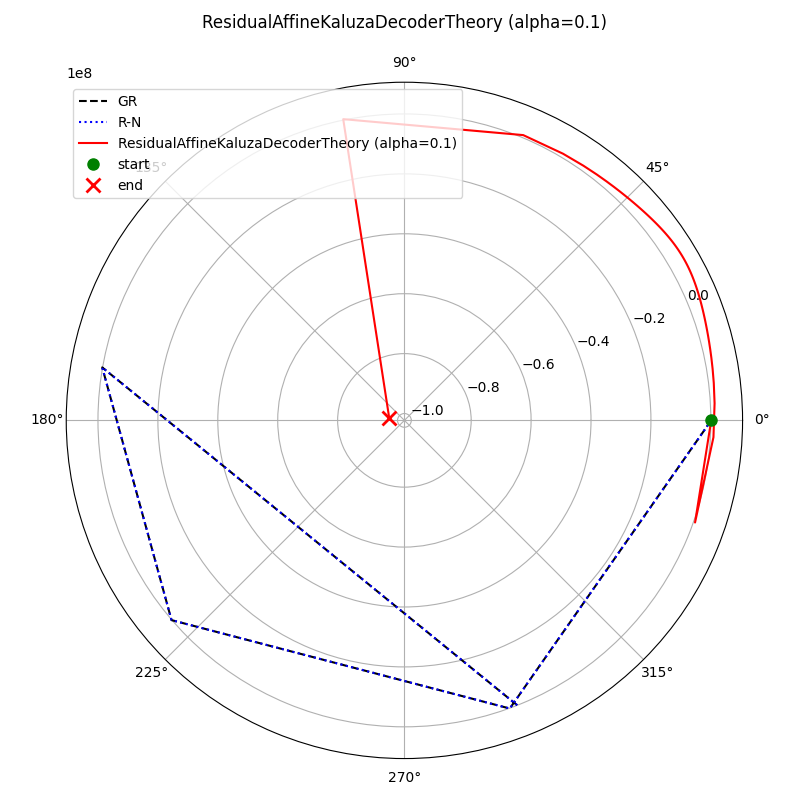 ResidualAffineKaluzaDecoderTheory (alpha=0.1)
90°
1e8
GR
R-N
ResidualAffineKaluzaDecoderTheory (alpha=0.1)
start
end
135°
45°
0.0
−0.2
−0.4
−0.6
−0.8
−1.0
180°
0°
225°
315°
270°